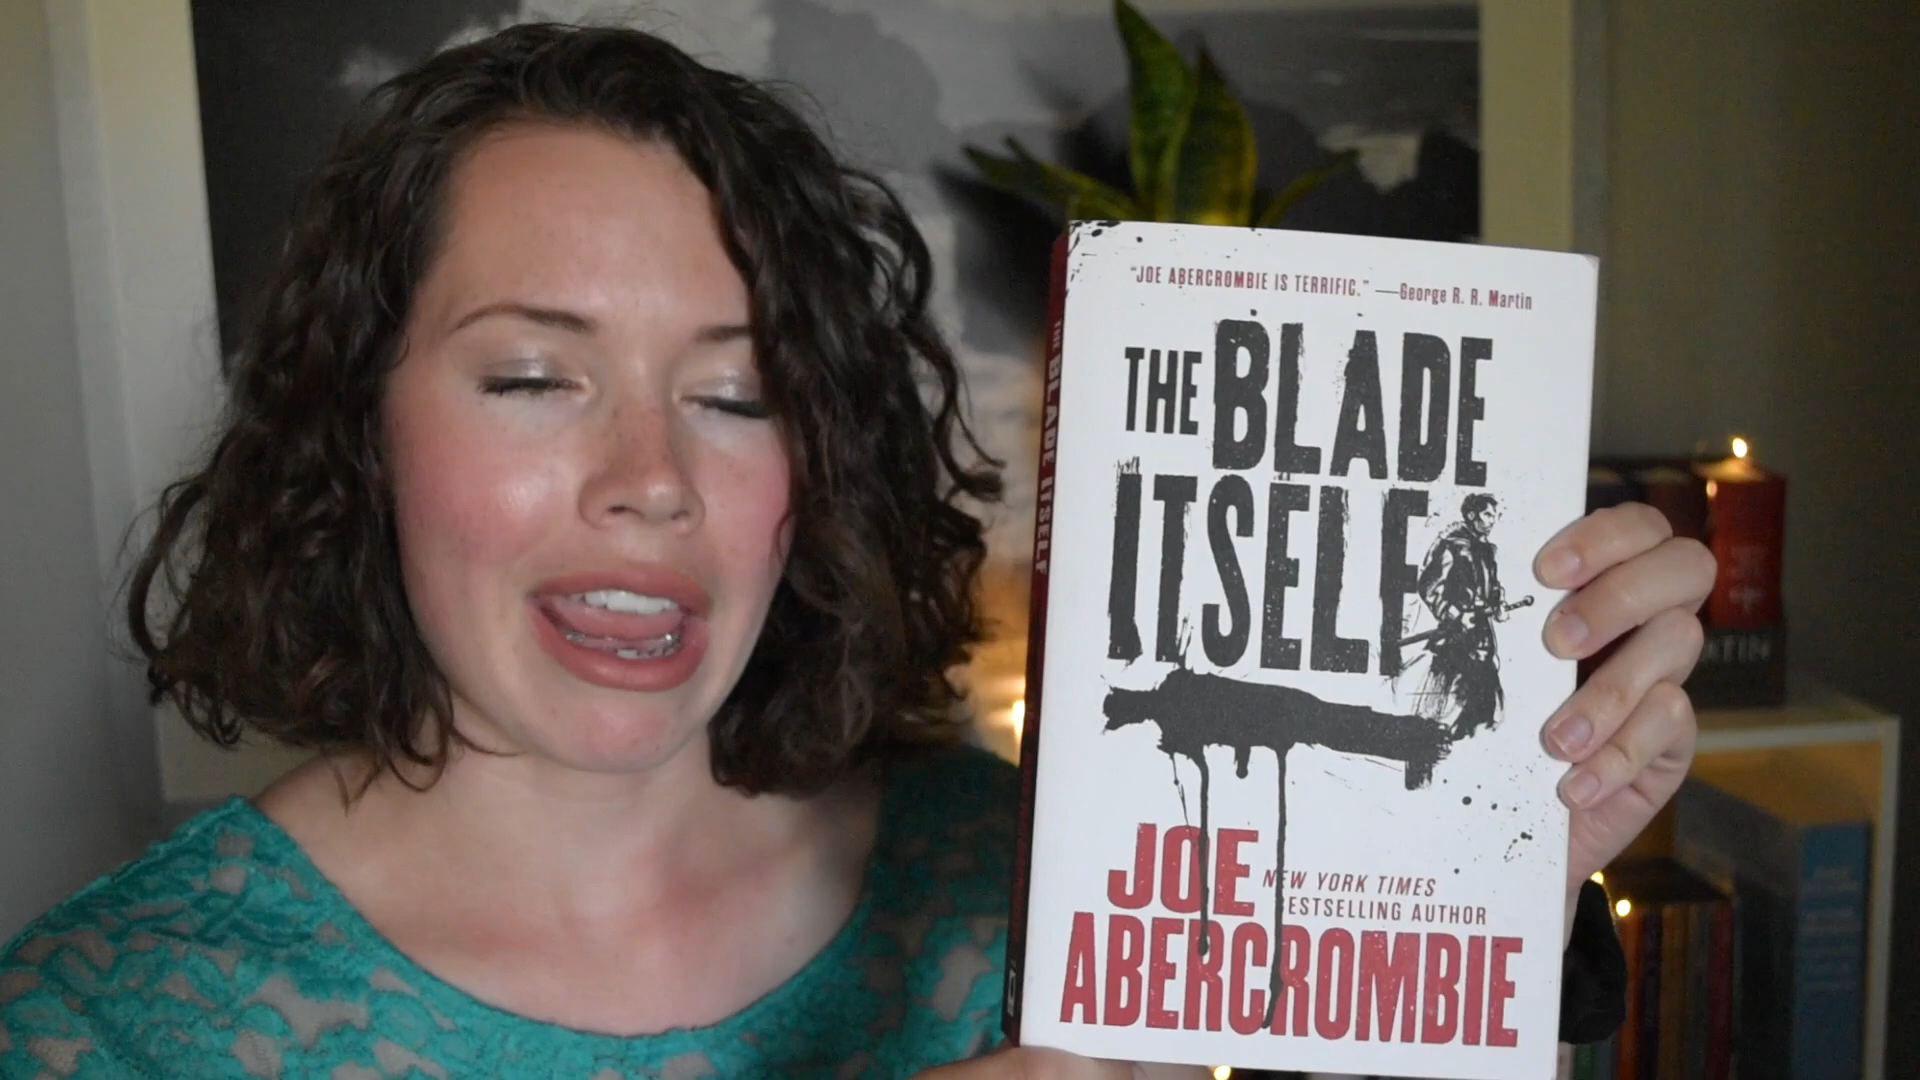 "JOE ABERCROMBIE IS TERRIFIC." —George R. R. Martin
THE BLADE
ITSELF
JOE
NEW YORK TIMES
BESTSELLING AUTHOR
ABERCROMBIE
THE BLADE ITSELF